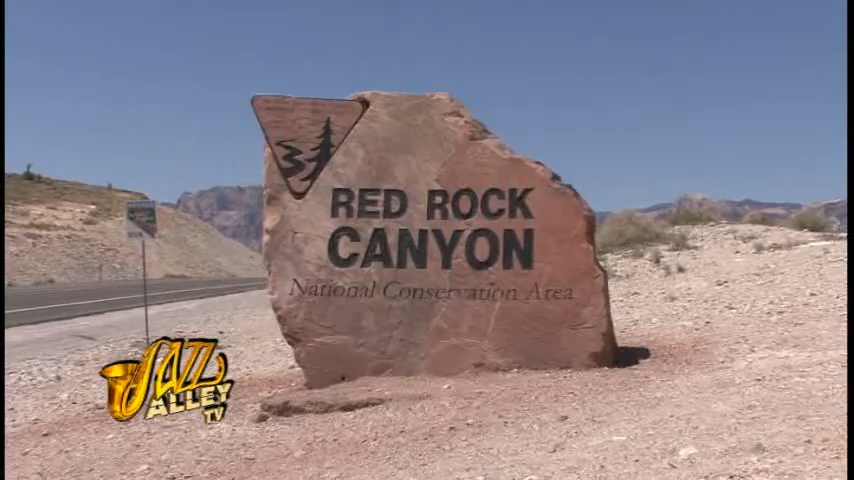 RED ROCK
CANYON
National Conservation Area
JAZZ
ALLEY
TV